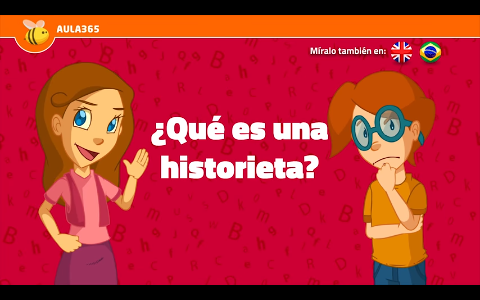 AULA365
Míralo también en:
¿Qué es una
historieta?